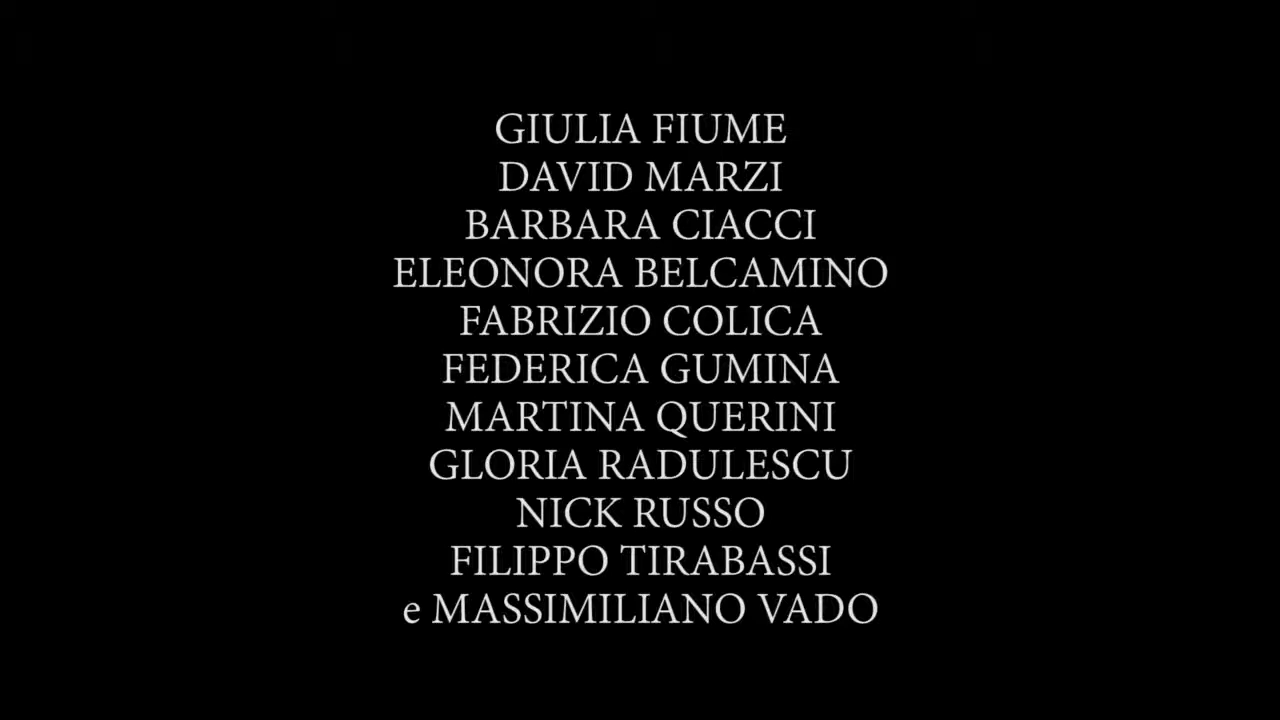 GIULIA FIUME
DAVID MARZI
BARBARA CIACCI
ELEONORA BELCAMINO
FABRIZIO COLICA
FEDERICA GUMINA
MARTINA QUERINI
GLORIA RADULESCU
NICK RUSSO
FILIPPO TIRABASSI
e MASSIMILIANO VADO